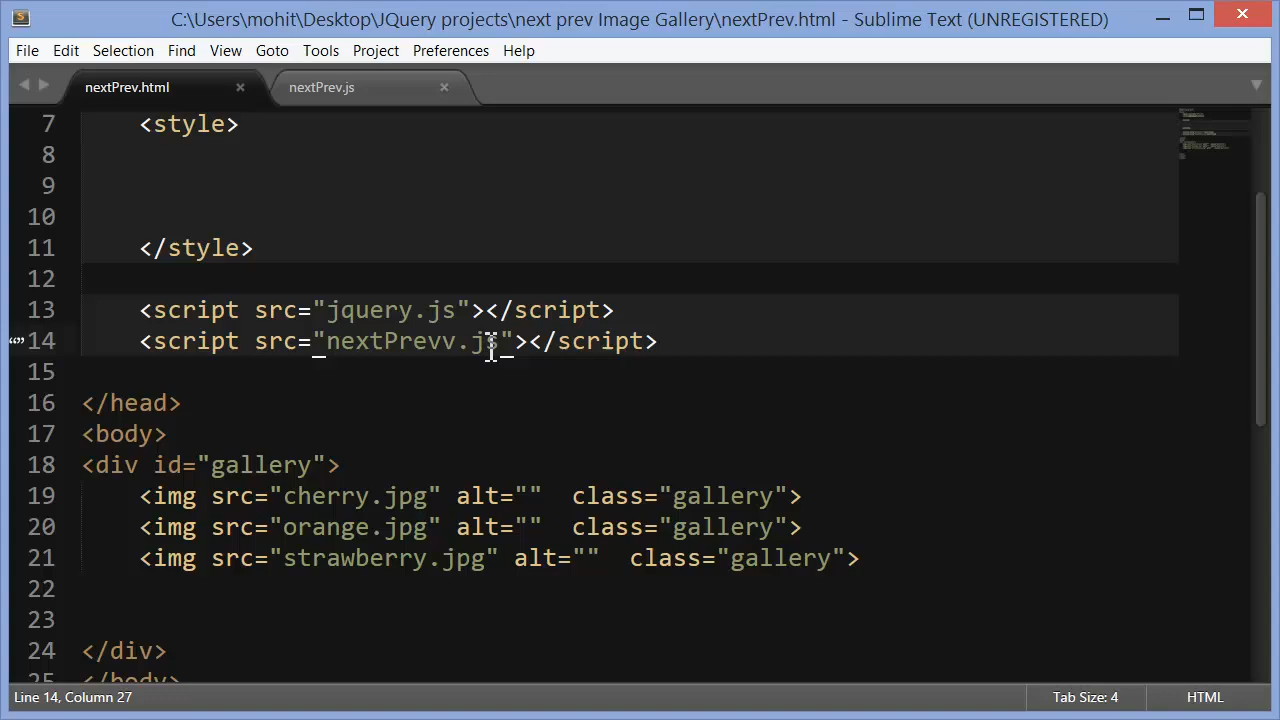 C:\Users\mohit\Desktop\JQuery projects\next prev Image Gallery\nextPrev.html - Sublime Text (UNREGISTERED)
File Edit Selection Find View Goto Tools Project Preferences Help
nextPrev.html × nextPrev.js ×
7 <style>
8
9
10
11 </style>
12
13 <script src="jquery.js"></script>
14 <script src="nextPrevv.js"></script>
15
16 </head>
17 <body>
18 <div id="gallery">
19 <img src="cherry.jpg" alt="" class="gallery">
20 <img src="orange.jpg" alt="" class="gallery">
21 <img src="strawberry.jpg" alt="" class="gallery">
22
23
24 </div>
25 </body>
Line 14, Column 27 Tab Size: 4 HTML